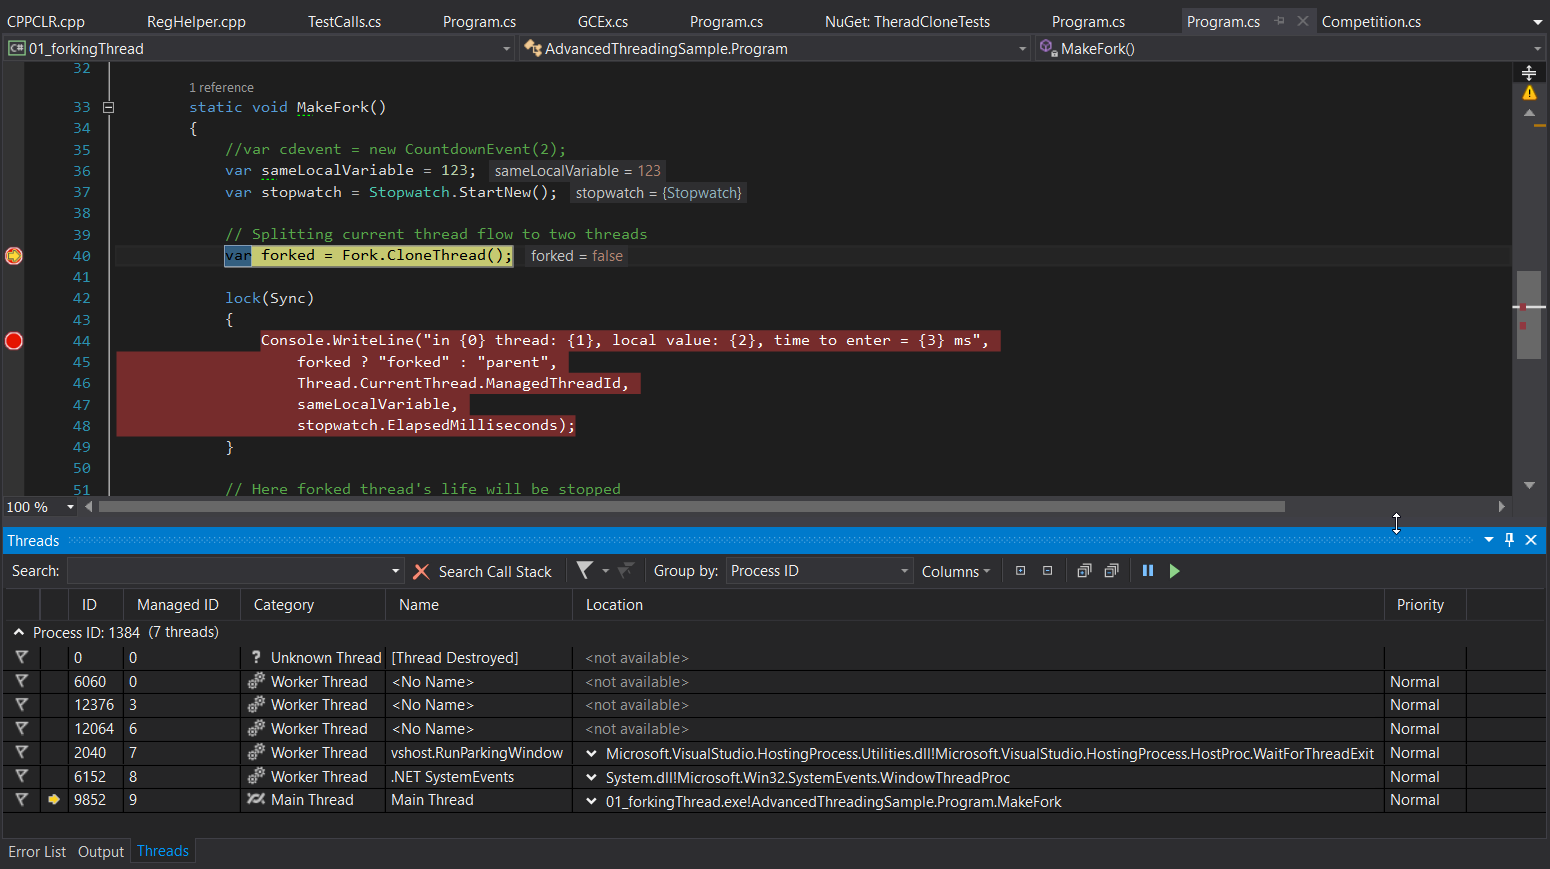 CPPCLR.cpp RegHelper.cpp TestCalls.cs Program.cs GCEx.cs Program.cs NuGet: TheradCloneTests Program.cs Program.cs Competition.cs
C# 01_forkingThread AdvancedThreadingSample.Program MakeFork()
32
1 reference
33 static void MakeFork()
34 {
35 //var cdevent = new CountdownEvent(2);
36 var sameLocalVariable = 123; sameLocalVariable = 123
37 var stopwatch = Stopwatch.StartNew(); stopwatch = {Stopwatch}
38
39 // Splitting current thread flow to two threads
40 var forked = Fork.CloneThread(); forked = false
41
42 lock(Sync)
43 {
44 Console.WriteLine("in {0} thread: {1}, local value: {2}, time to enter = {3} ms",
45 forked ? "forked" : "parent",
46 Thread.CurrentThread.ManagedThreadId,
47 sameLocalVariable,
48 stopwatch.ElapsedMilliseconds);
49 }
50
51 // Here forked thread's life will be stopped
100 %
Threads
Search: Search Call Stack Group by: Process ID Columns
ID Managed ID Category Name Location Priority
Process ID: 1384 (7 threads)
0 0 ? Unknown Thread [Thread Destroyed] <not available>
6060 0 Worker Thread <No Name> <not available> Normal
12376 3 Worker Thread <No Name> <not available> Normal
12064 6 Worker Thread <No Name> <not available> Normal
2040 7 Worker Thread vshost.RunParkingWindow Microsoft.VisualStudio.HostingProcess.Utilities.dll!Microsoft.VisualStudio.HostingProcess.HostProc.WaitForThreadExit Normal
6152 8 Worker Thread .NET SystemEvents System.dll!Microsoft.Win32.SystemEvents.WindowThreadProc Normal
9852 9 Main Thread Main Thread 01_forkingThread.exe!AdvancedThreadingSample.Program.MakeFork Normal
Error List Output Threads